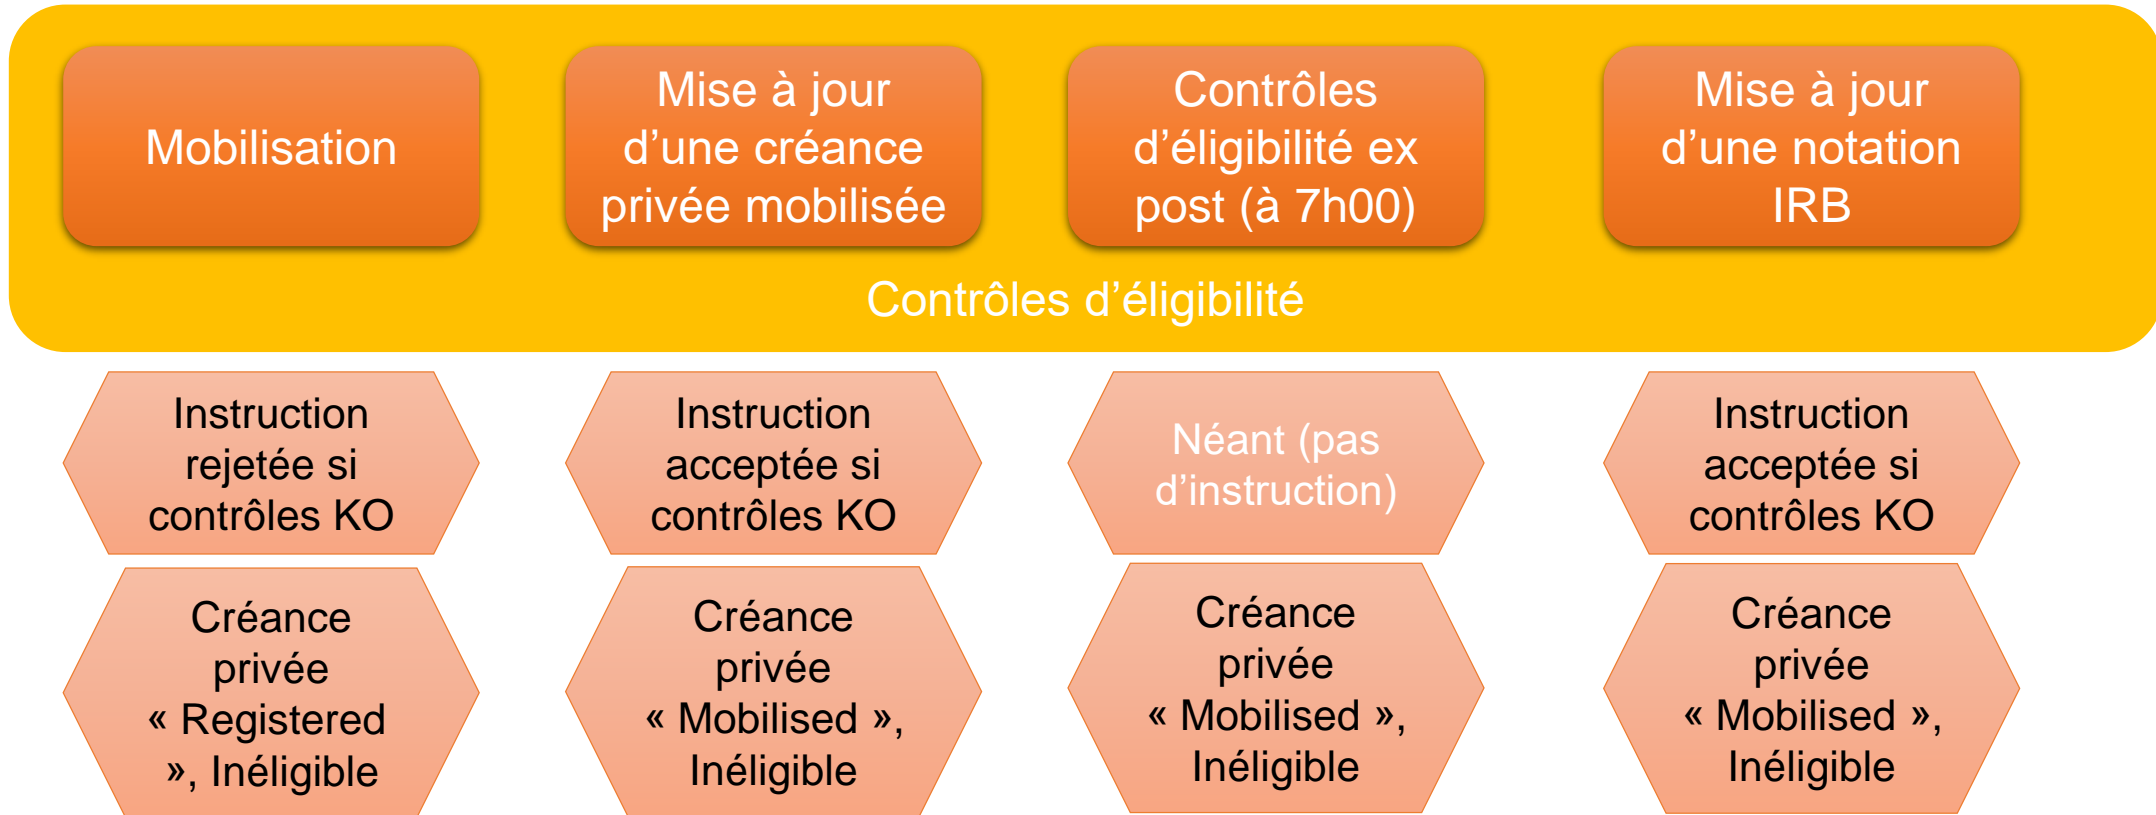 Mobilisation
Mise à jour
d’une créance
privée mobilisée
Contrôles
d’éligibilité ex
post (à 7h00)
Mise à jour
d’une notation
IRB
Contrôles d’éligibilité
Instruction
rejetée si
contrôles KO
Instruction
acceptée si
contrôles KO
Néant (pas
d’instruction)
Instruction
acceptée si
contrôles KO
Créance
privée
« Registered
», Inéligible
Créance
privée
« Mobilised »,
Inéligible
Créance
privée
« Mobilised »,
Inéligible
Créance
privée
« Mobilised »,
Inéligible